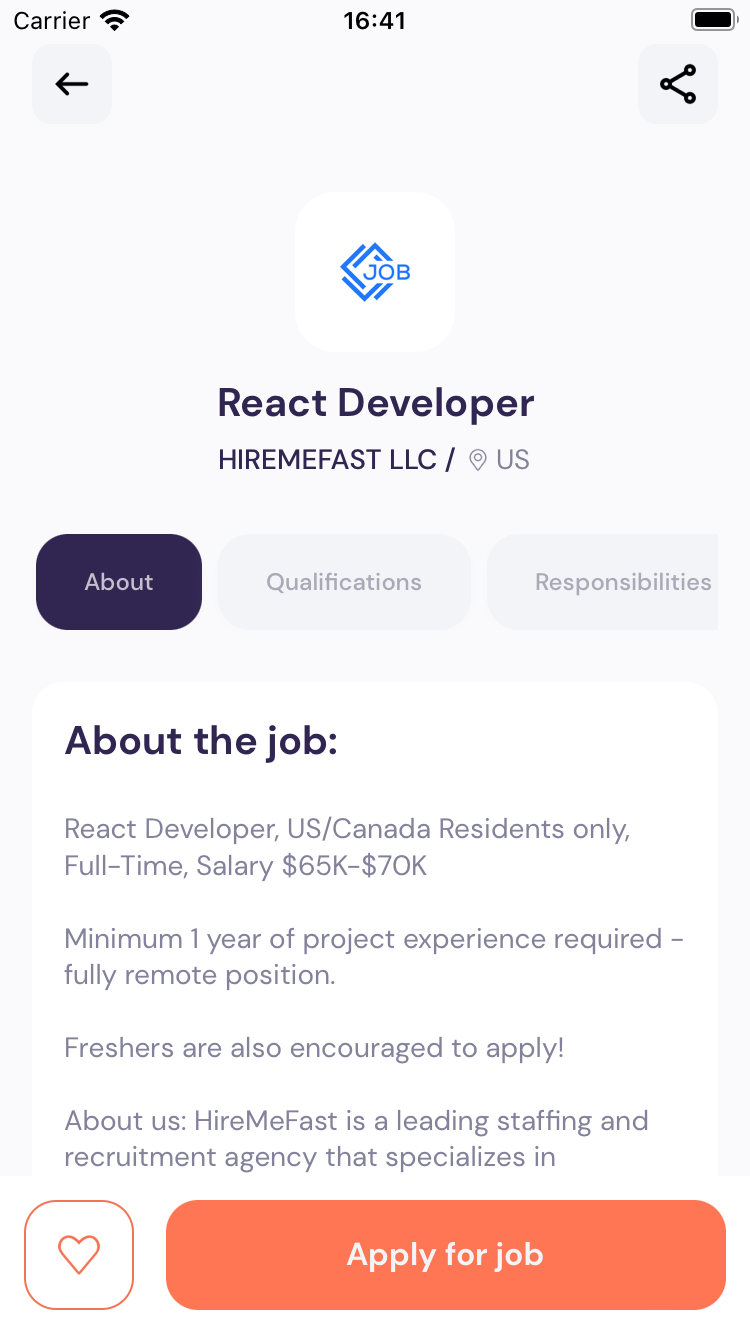 Carrier 16:41
JOB
React Developer
HIREMEFAST LLC / US
About Qualifications Responsibilities
About the job:
React Developer, US/Canada Residents only,
Full-Time, Salary $65K-$70K
Minimum 1 year of project experience required -
fully remote position.
Freshers are also encouraged to apply!
About us: HireMeFast is a leading staffing and
recruitment agency that specializes in
Apply for job